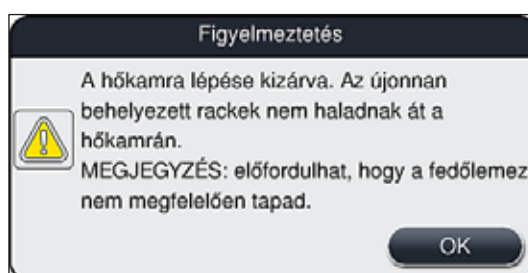 Figyelmeztetés
A hőkamra lépése kizárva. Az újonnan
behelyezett rackek nem haladnak át a
hőkamrán.
MEGJEGYZÉS: előfordulhat, hogy a fedőlemez
nem megfelelően tapad.
OK